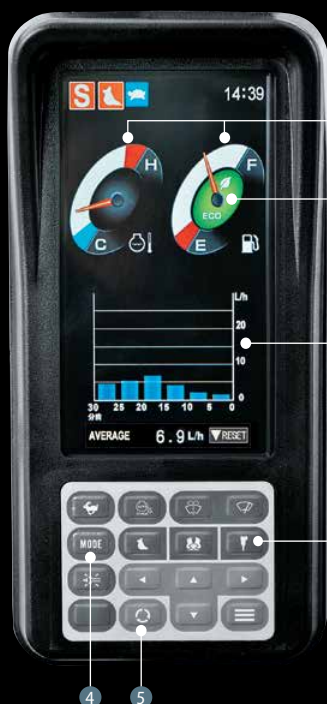 S 14:39
H F
C E
ECO
L/h
20
10
30 25 20 15 10 5 0 0
分前
AVERAGE 6.9 L/h ▼RESET
MODE
4 5